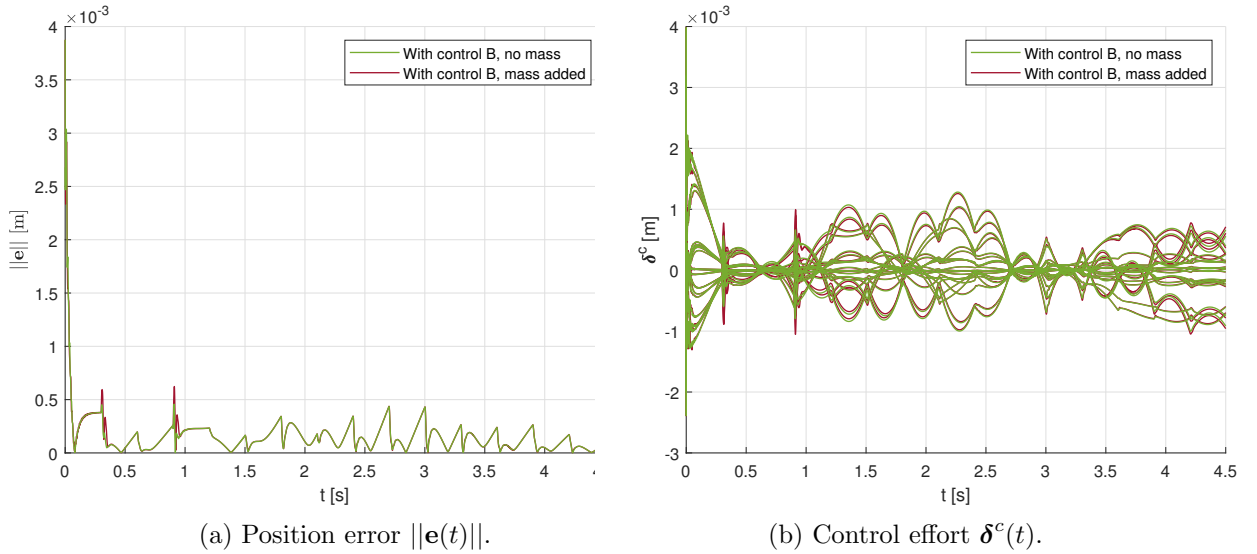 ×10⁻³
4
3.5
3
2.5
2
1.5
1
0.5
0
||e|| [m]
With control B, no mass
With control B, mass added
0 0.5 1 1.5 2 2.5 3 3.5 4 4
t [s]
(a) Position error ||e(t)||.
×10⁻³
4
3
2
1
0
-1
-2
-3
δᶜ [m]
With control B, no mass
With control B, mass added
0 0.5 1 1.5 2 2.5 3 3.5 4 4.5
t [s]
(b) Control effort δᶜ(t).